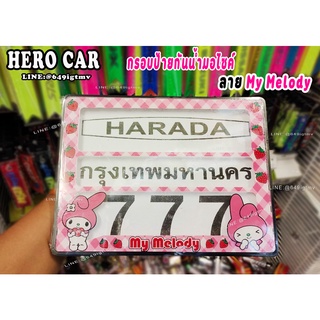 HERO CAR
LINE:@649igtmv
กรอบป้ายกันน้ำมอไซค์
ลาย My Melody
HARADA
กรุงเทพมหานคร
777
My Melody